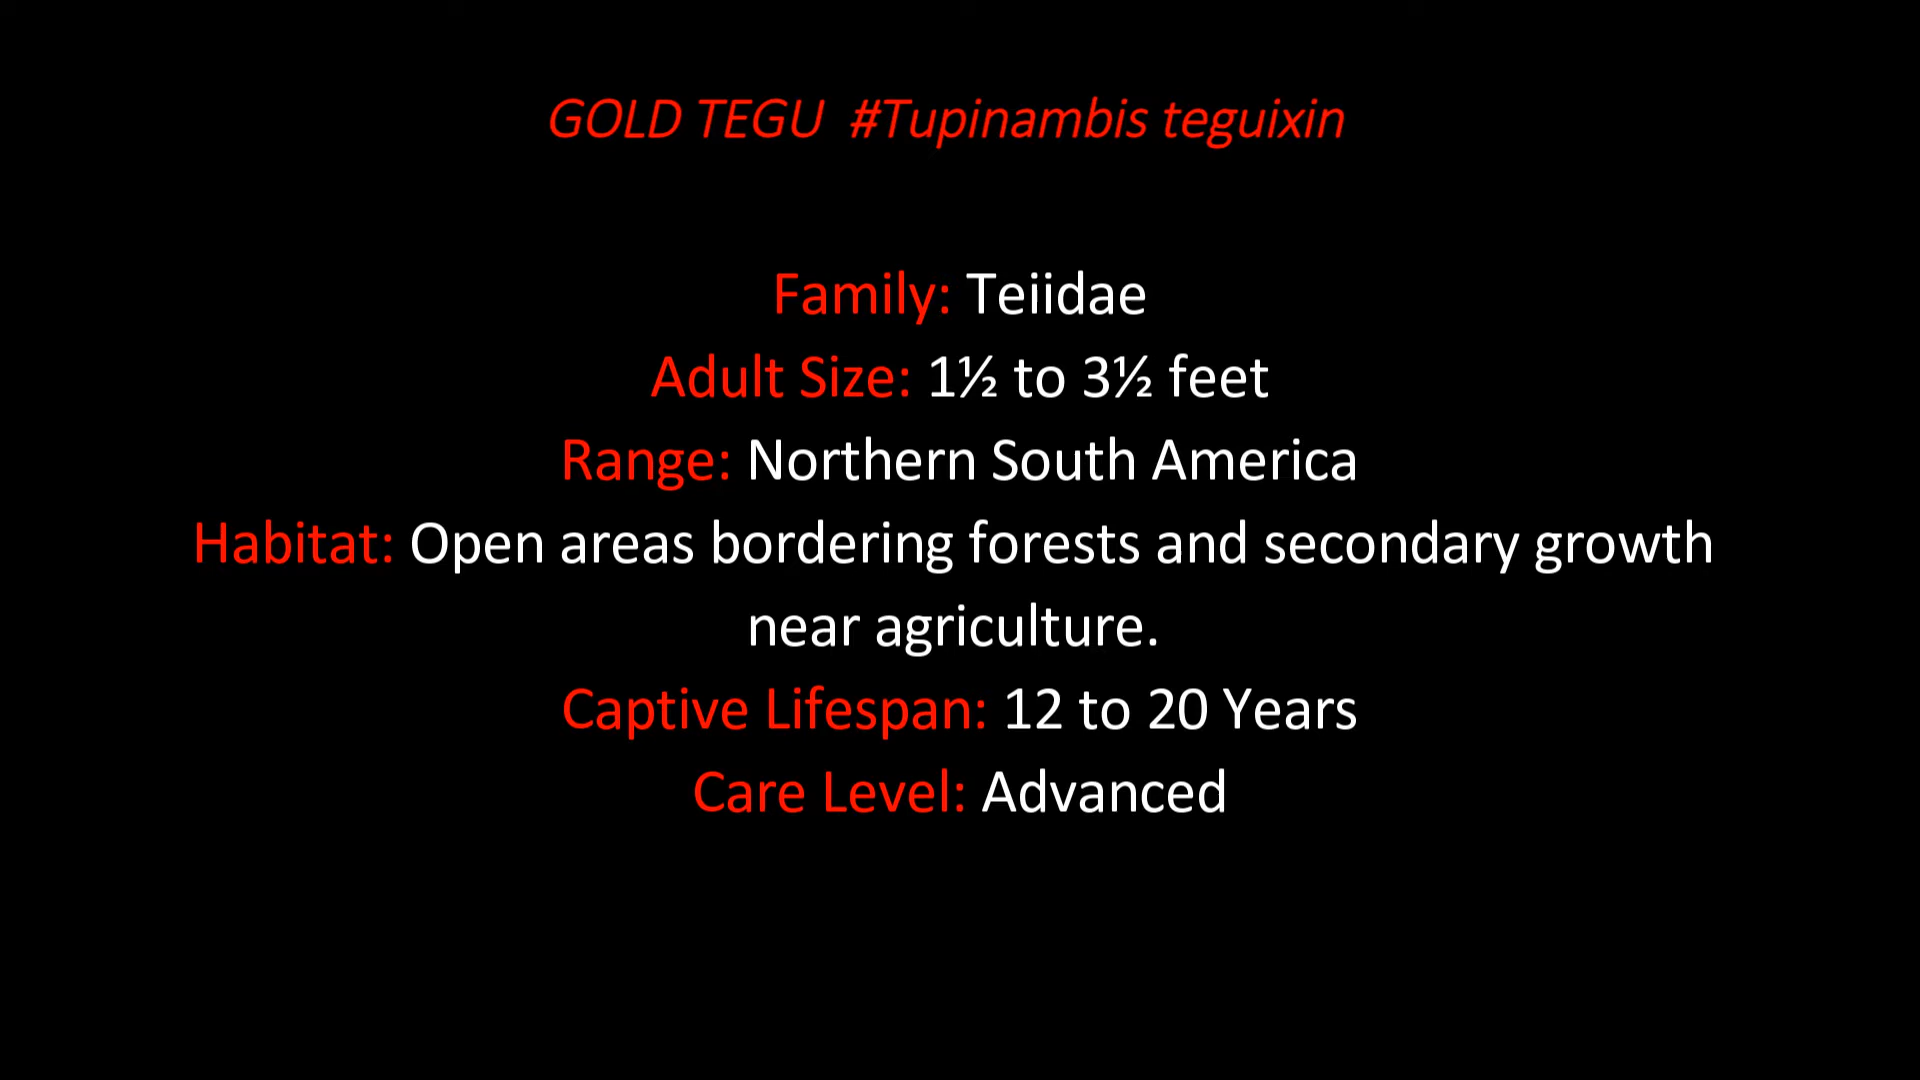 GOLD TEGU  #Tupinambis teguixin
Family: Teiidae
Adult Size: 1½ to 3½ feet
Range: Northern South America
Habitat: Open areas bordering forests and secondary growth
near agriculture.
Captive Lifespan: 12 to 20 Years
Care Level: Advanced